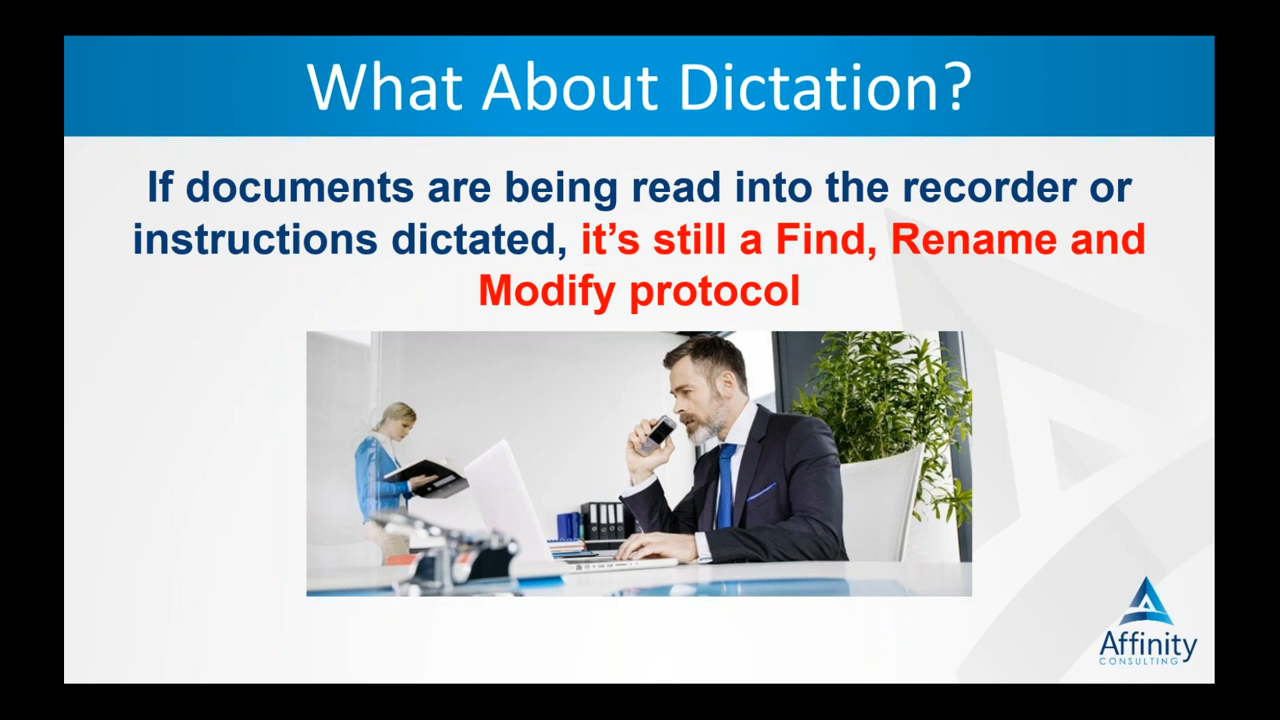 What About Dictation?
If documents are being read into the recorder or
instructions dictated, it’s still a Find, Rename and
Modify protocol
Affinity
CONSULTING